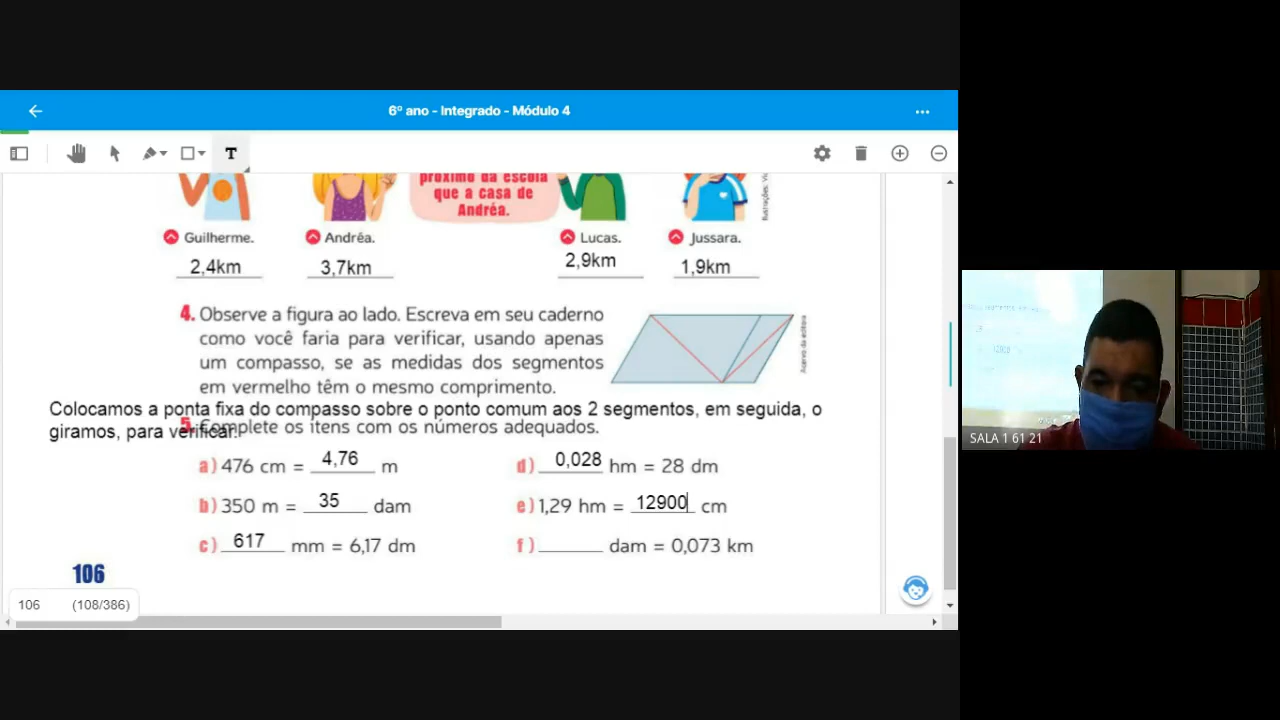 6º ano - Integrado - Módulo 4
T
próximo da escola
que a casa de
Andréa.
Guilherme.
Andréa.
Lucas.
Jussara.
2,4km
3,7km
2,9km
1,9km
4. Observe a figura ao lado. Escreva em seu caderno
como você faria para verificar, usando apenas
um compasso, se as medidas dos segmentos
em vermelho têm o mesmo comprimento.
Acervo da editora
Colocamos a ponta fixa do compasso sobre o ponto comum aos 2 segmentos, em seguida, o
giramos, para verificar.
5. Complete os itens com os números adequados.
a) 476 cm = 4,76 m
b) 350 m = 35 dam
c) 617 mm = 6,17 dm
d) 0,028 hm = 28 dm
e) 1,29 hm = 12900 cm
f) ______ dam = 0,073 km
106
106 (108/386)
SALA 1 61 21